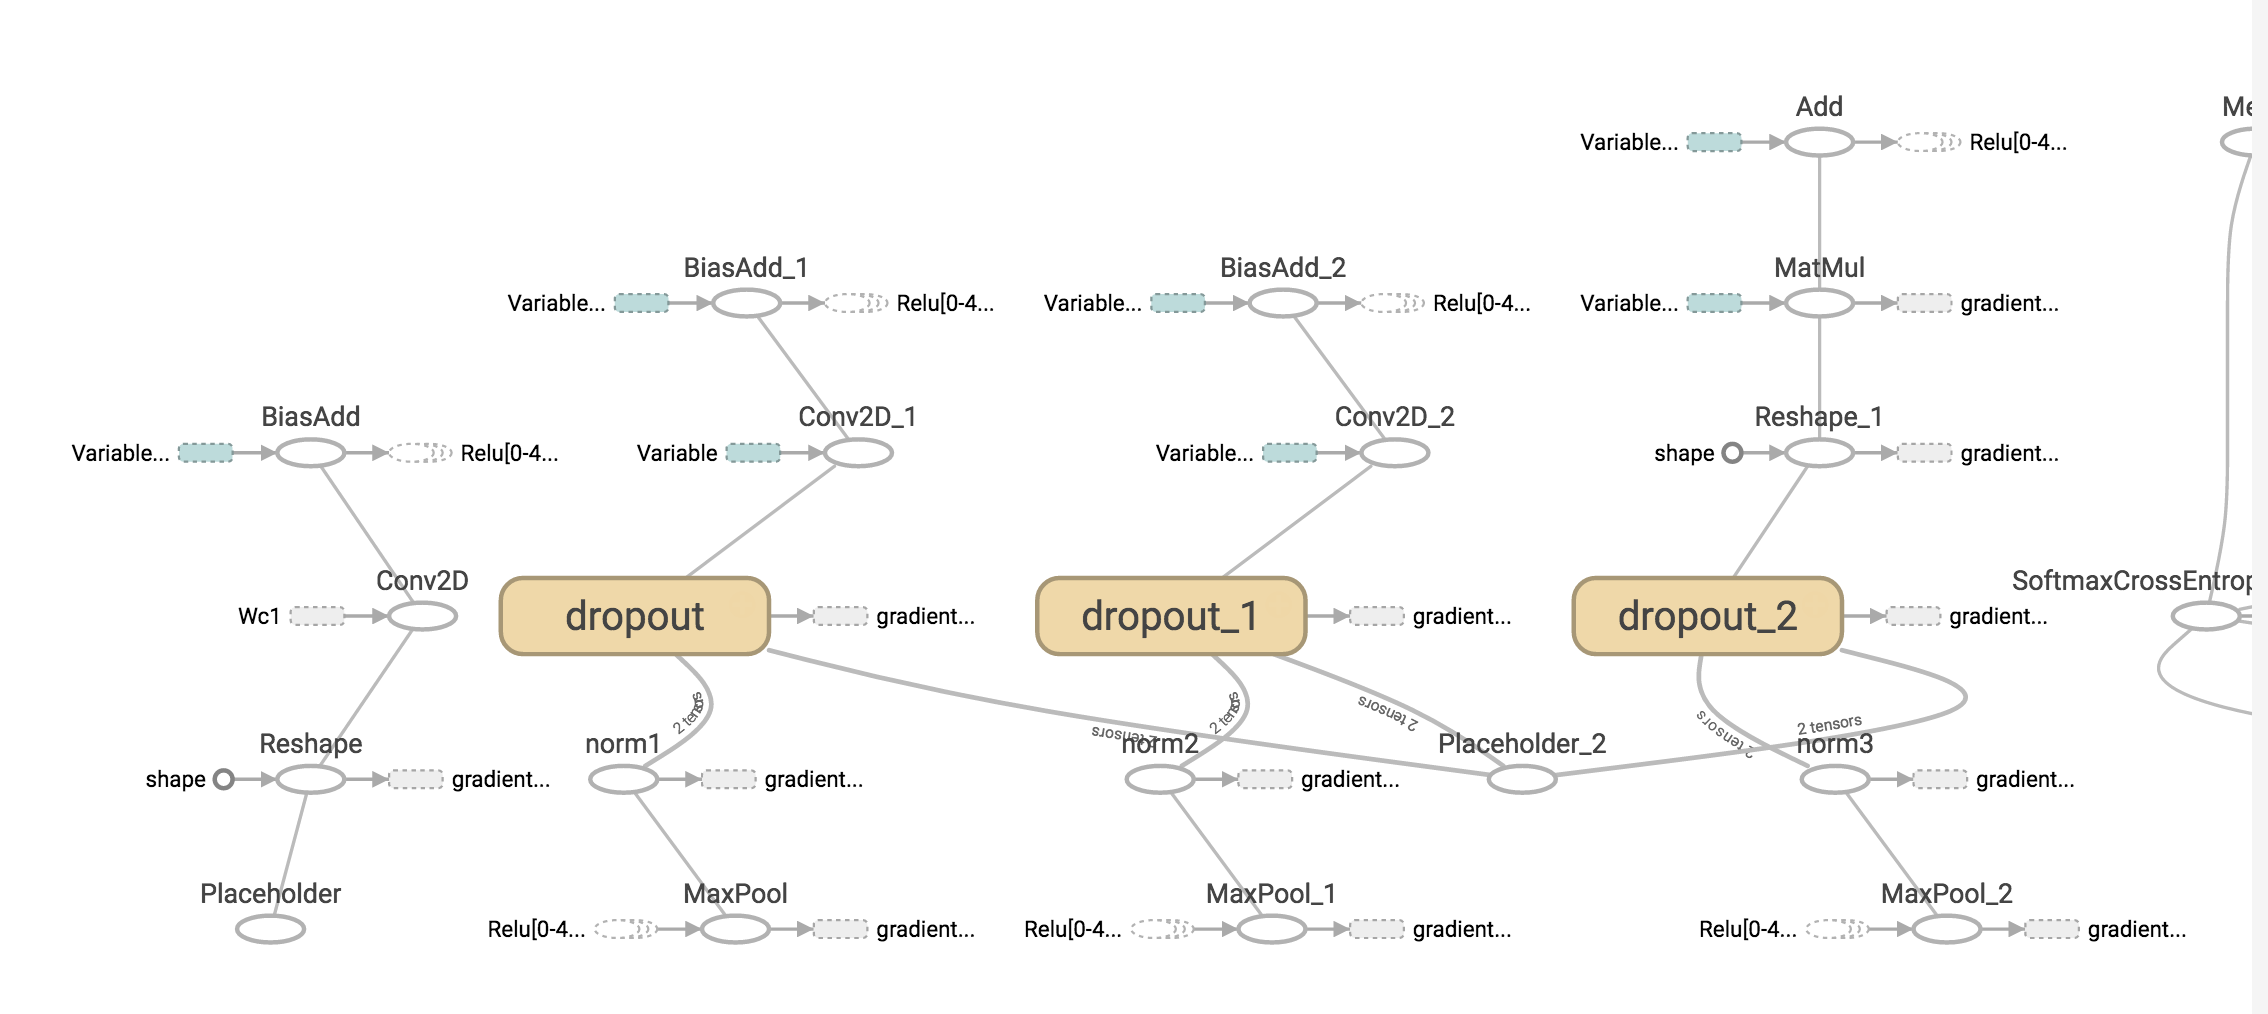 Add
Me
Variable...
Relu[0-4...
BiasAdd_1
BiasAdd_2
MatMul
Variable...
Relu[0-4...
Variable...
Relu[0-4...
Variable...
gradient...
BiasAdd
Conv2D_1
Conv2D_2
Reshape_1
Variable...
Relu[0-4...
Variable
Variable...
shape
gradient...
Conv2D
SoftmaxCrossEntrop
Wc1
dropout
gradient...
dropout_1
gradient...
dropout_2
gradient...
2 tensors
2 tensors
2 tensors
2 tensors
2 tensors
2 tensors
Reshape
norm1
norm2
Placeholder_2
norm3
shape
gradient...
gradient...
gradient...
gradient...
Placeholder
MaxPool
MaxPool_1
MaxPool_2
Relu[0-4...
gradient...
Relu[0-4...
gradient...
Relu[0-4...
gradient...